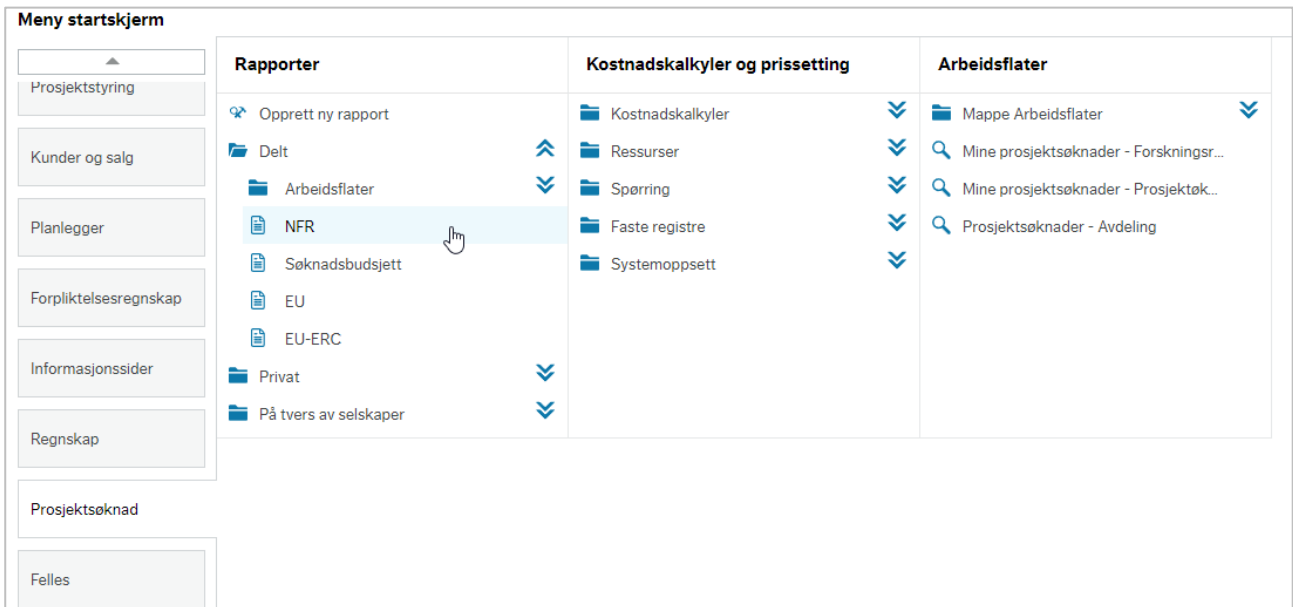 Meny startskjerm
Prosjektstyring
Kunder og salg
Planlegger
Forpliktelsesregnskap
Informasjonssider
Regnskap
Prosjektsøknad
Felles
Rapporter
Opprett ny rapport
Delt
Arbeidsflater
NFR
Søknadsbudsjett
EU
EU-ERC
Privat
På tvers av selskaper
Kostnadskalkyler og prissetting
Kostnadskalkyler
Ressurser
Spørring
Faste registre
Systemoppsett
Arbeidsflater
Mappe Arbeidsflater
Mine prosjektsøknader - Forskningsr...
Mine prosjektsøknader - Prosjektøk...
Prosjektsøknader - Avdeling